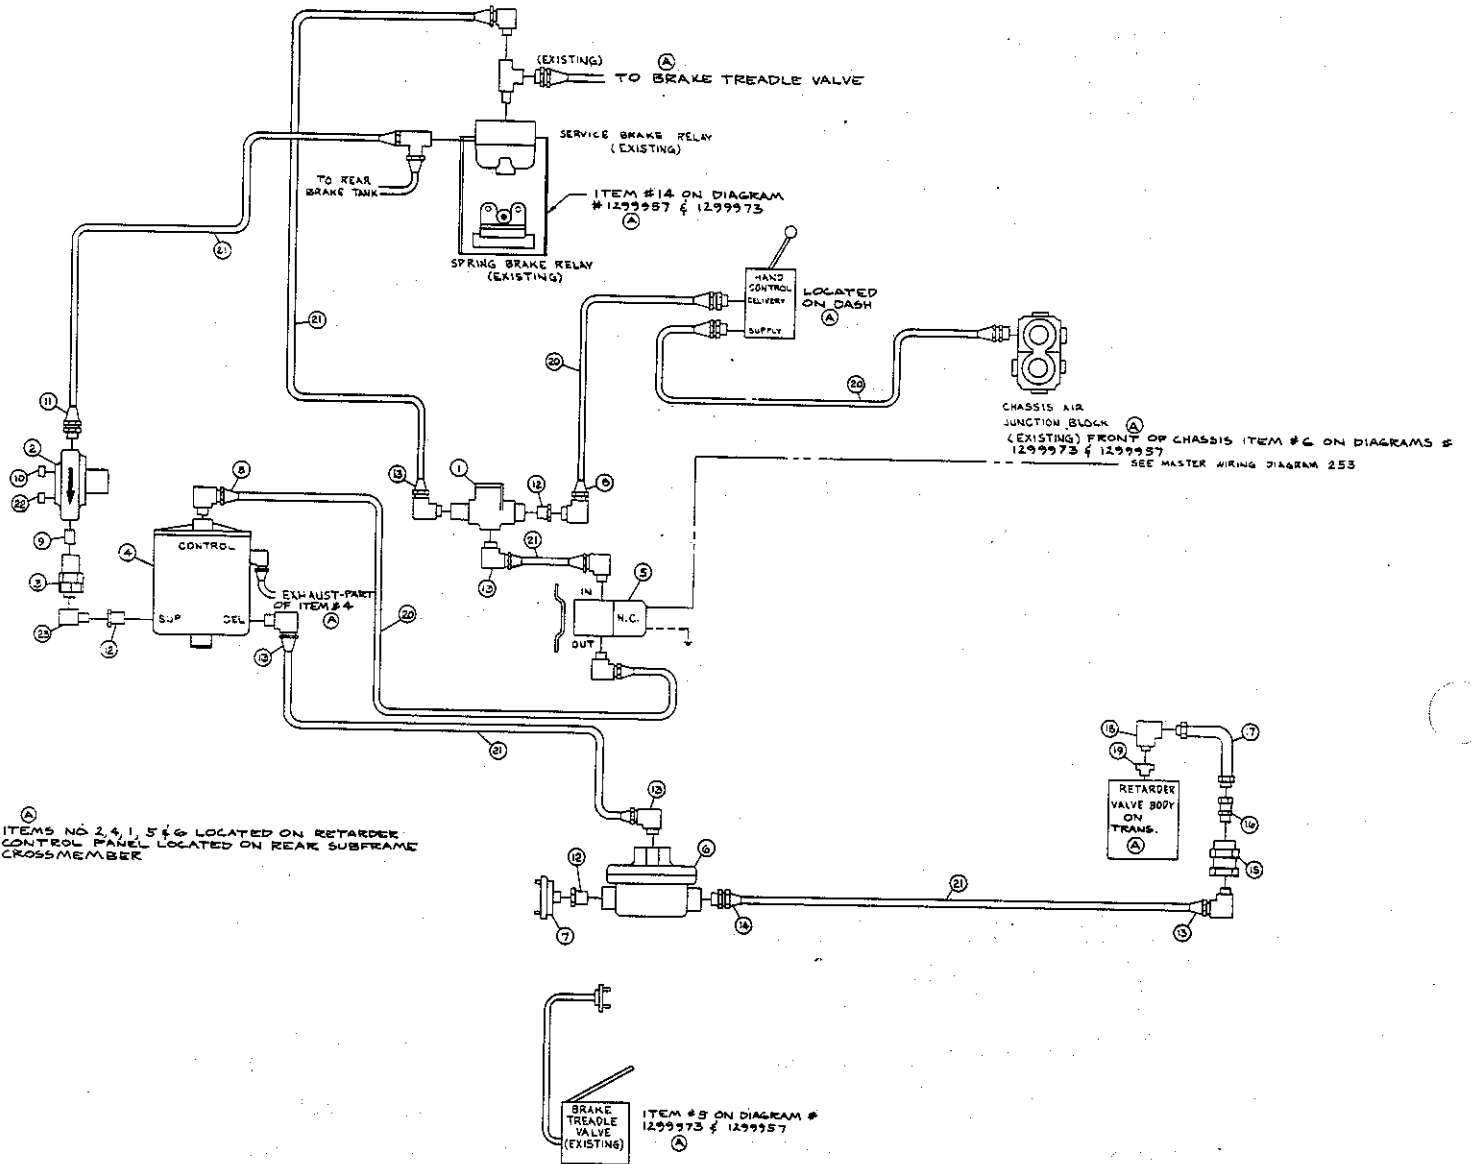 (EXISTING)
A
TO BRAKE TREADLE VALVE
SERVICE BRAKE RELAY
(EXISTING)
TO REAR
BRAKE TANK
ITEM #14 ON DIAGRAM
#1299957 & 1299973
A
21
SPRING BRAKE RELAY
(EXISTING)
HAND
CONTROL
DELIVERY
SUPPLY
LOCATED
ON DASH
A
21
20
20
CHASSIS AIR
JUNCTION BLOCK A
(EXISTING) FRONT OF CHASSIS ITEM #6 ON DIAGRAMS #
1299973 & 1299957
SEE MASTER WIRING DIAGRAM 253
11
2
10
22
9
3
23
12
8
4
CONTROL
SUP
DEL
EXHAUST-PART
OF ITEM #4
A
13
20
13
1
12
8
21
13
5
IN
N.C.
OUT
21
18
19
17
RETARDER
VALVE BODY
ON
TRANS.
A
16
15
A
ITEMS NO 2, 4, 1, 5 & 6 LOCATED ON RETARDER
CONTROL PANEL LOCATED ON REAR SUBFRAME
CROSSMEMBER
13
6
12
7
14
21
13
BRAKE
TREADLE
VALVE
(EXISTING)
ITEM #5 ON DIAGRAM #
1299973 & 1299957
A